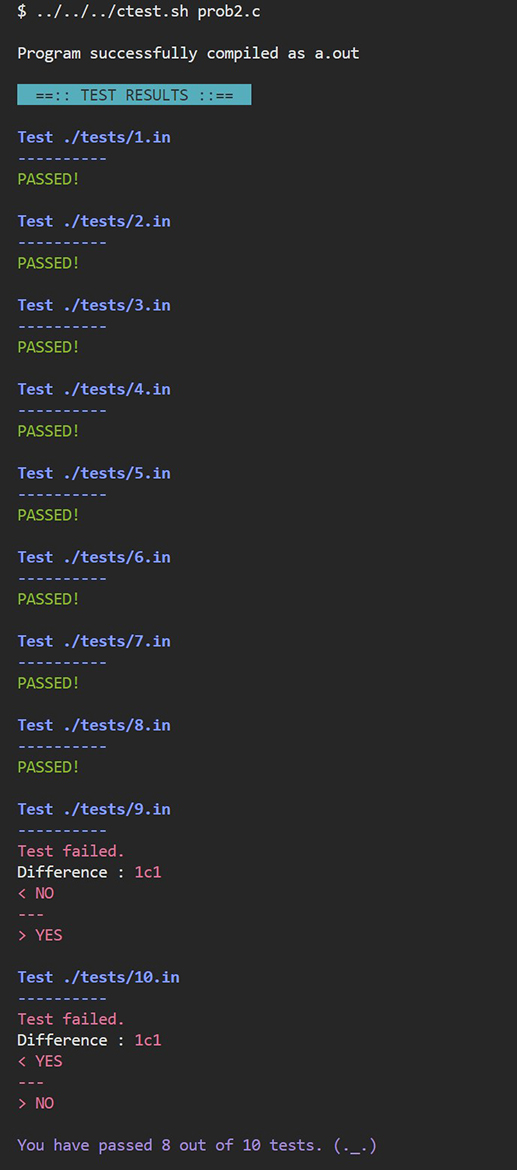 $ ../../../ctest.sh prob2.c
Program successfully compiled as a.out
==:: TEST RESULTS ::==
Test ./tests/1.in
----------
PASSED!
Test ./tests/2.in
----------
PASSED!
Test ./tests/3.in
----------
PASSED!
Test ./tests/4.in
----------
PASSED!
Test ./tests/5.in
----------
PASSED!
Test ./tests/6.in
----------
PASSED!
Test ./tests/7.in
----------
PASSED!
Test ./tests/8.in
----------
PASSED!
Test ./tests/9.in
----------
Test failed.
Difference : 1c1
< NO
---
> YES
Test ./tests/10.in
----------
Test failed.
Difference : 1c1
< YES
---
> NO
You have passed 8 out of 10 tests. (._.)